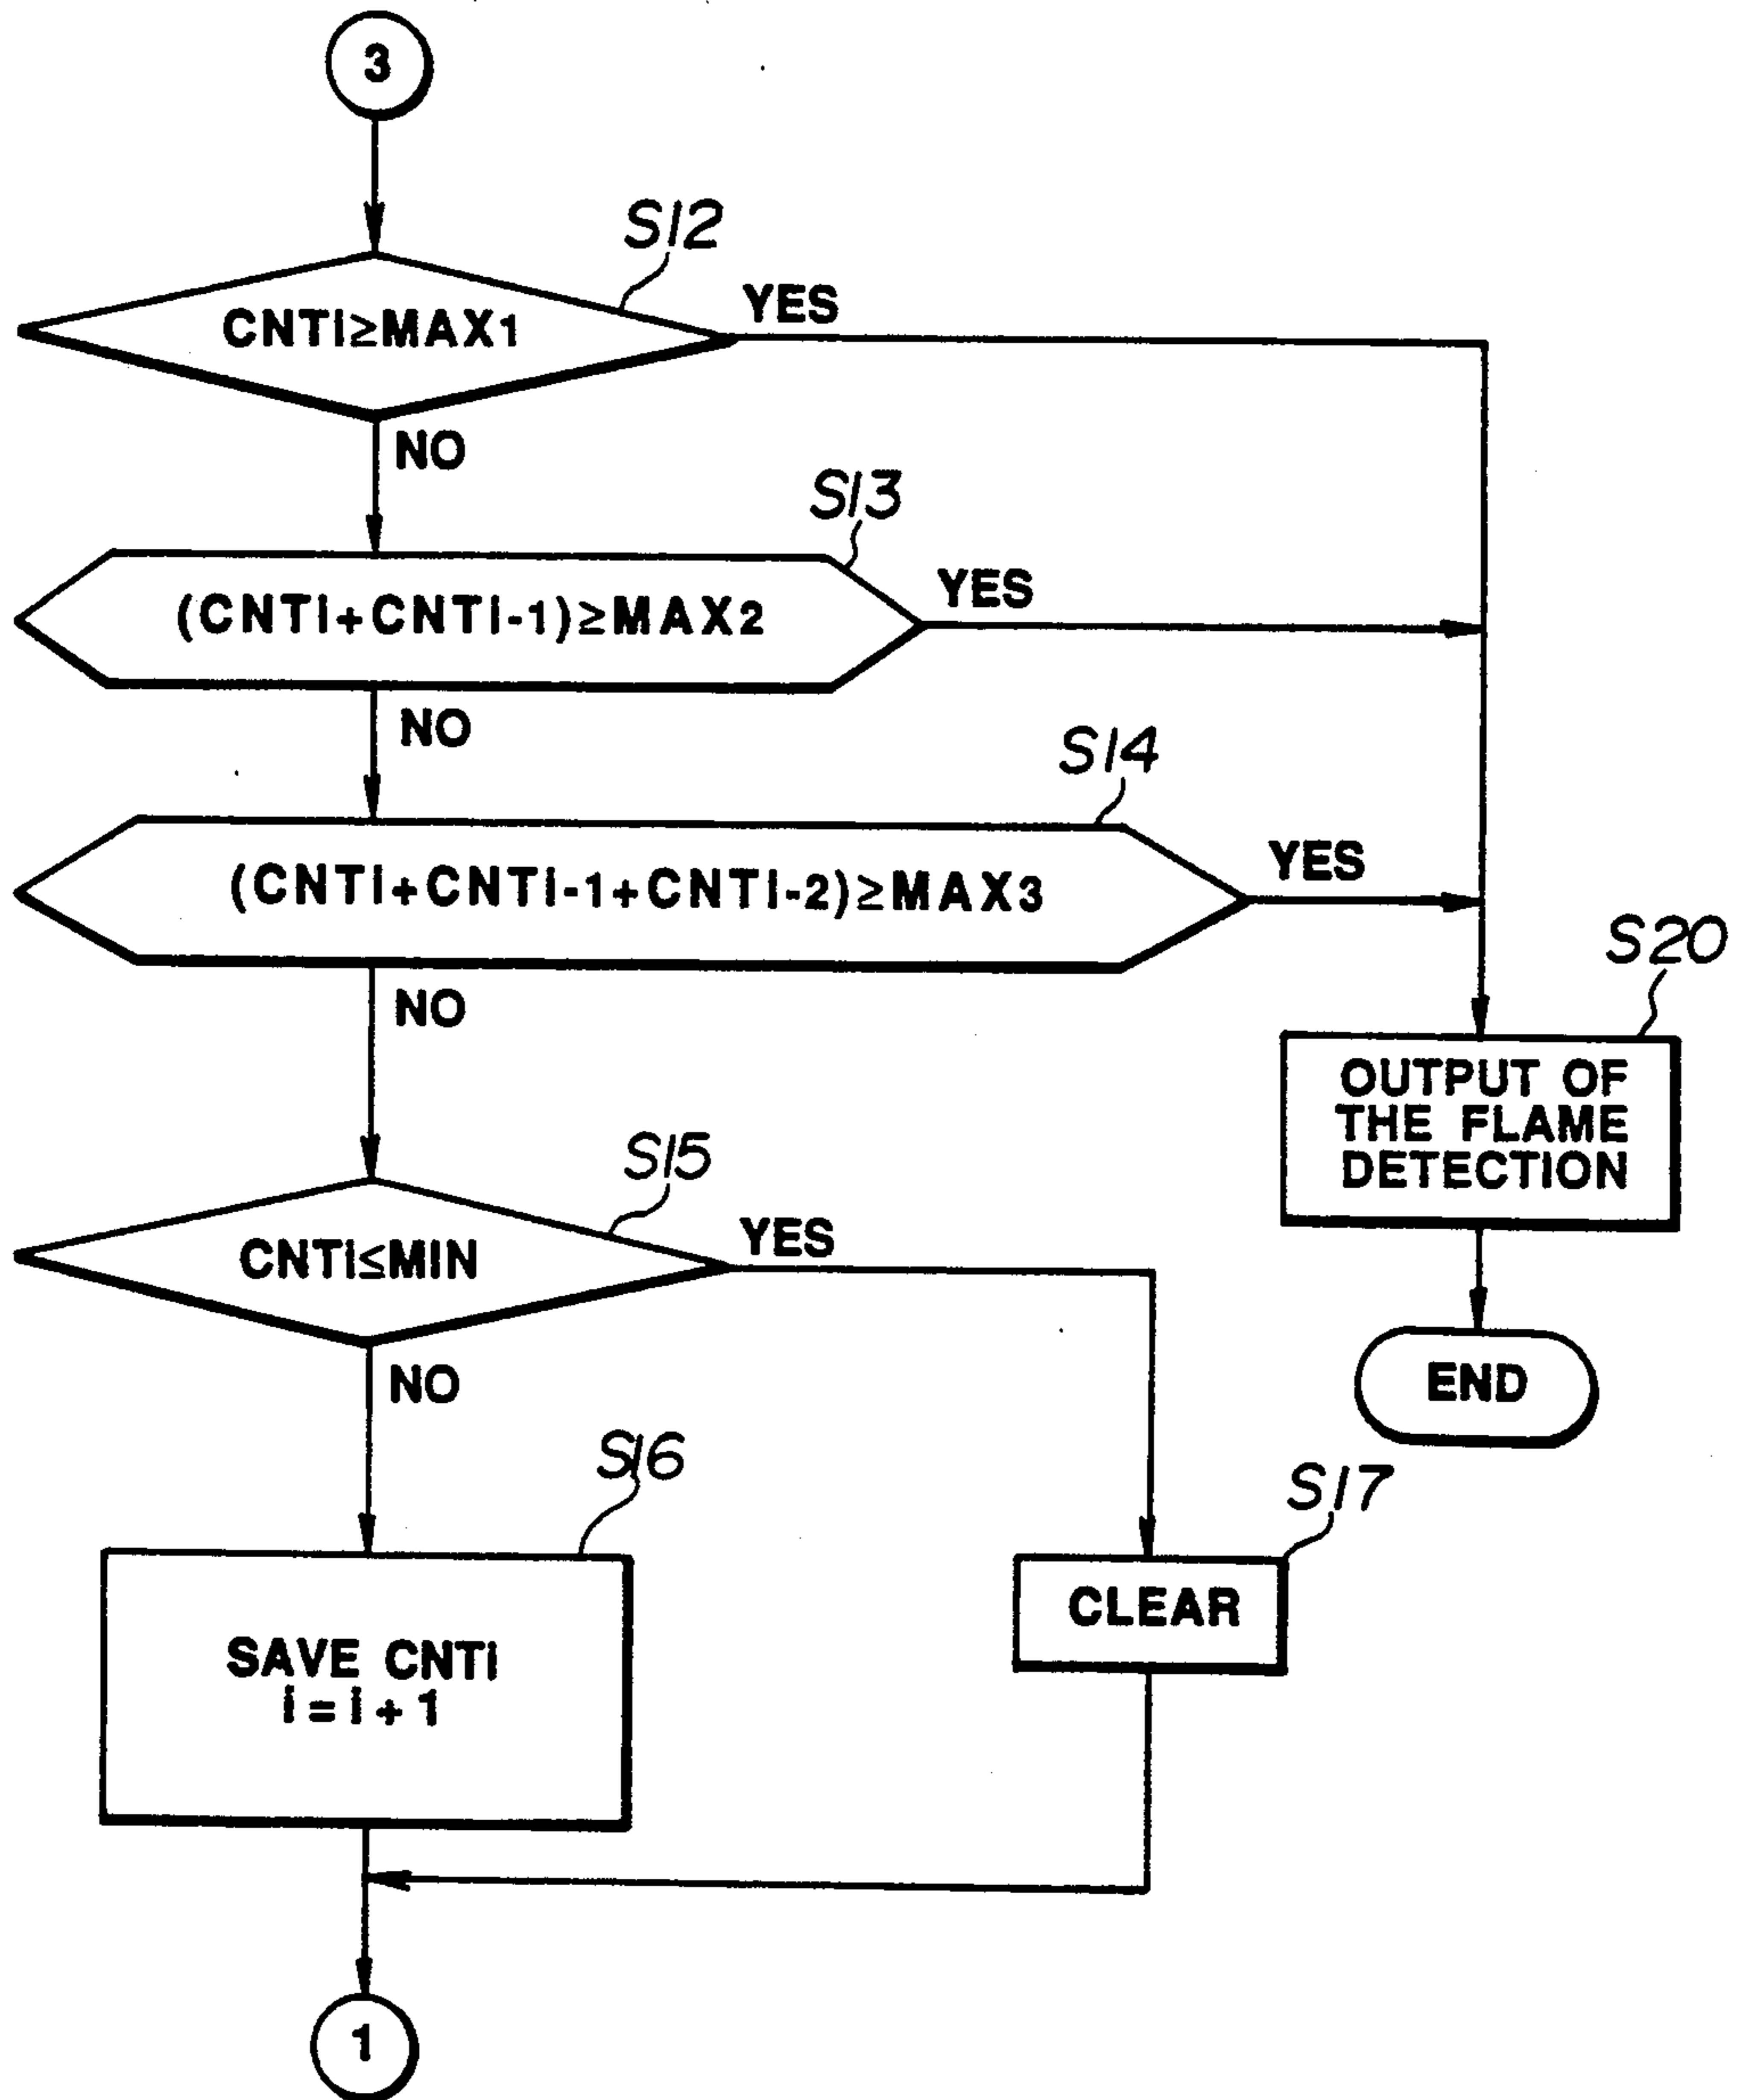 3
S12
CNTi≥MAX1
YES
NO
S13
(CNTi+CNTi-1)≥MAX2
YES
NO
S14
(CNTi+CNTi-1+CNTi-2)≥MAX3
YES
NO
S20
OUTPUT OF
THE FLAME
DETECTION
S15
CNTi≤MIN
YES
NO
END
S16
SAVE CNTi
i = i + 1
S17
CLEAR
1